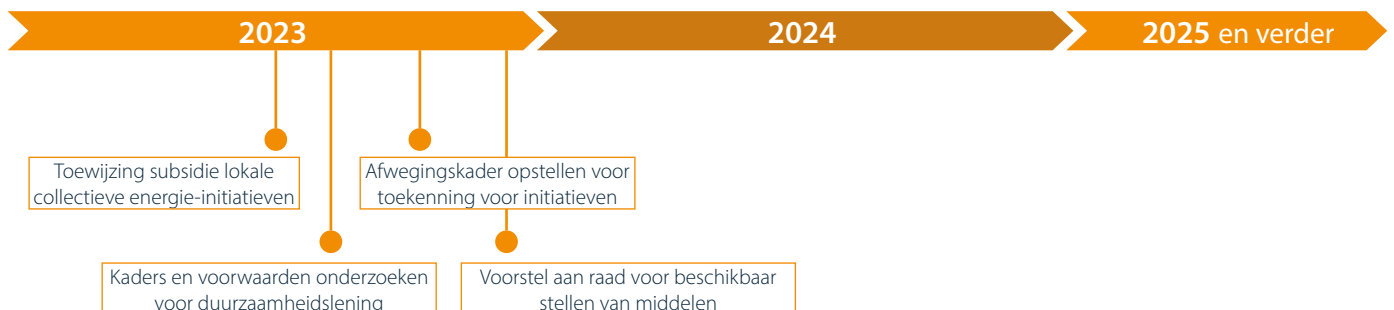 2023
2024
2025 en verder
Toewijzing subsidie lokale
collectieve energie-initiatieven
Afwegingskader opstellen voor
toekenning voor initiatieven
Kaders en voorwaarden onderzoeken
voor duurzaamheidslening
Voorstel aan raad voor beschikbaar
stellen van middelen